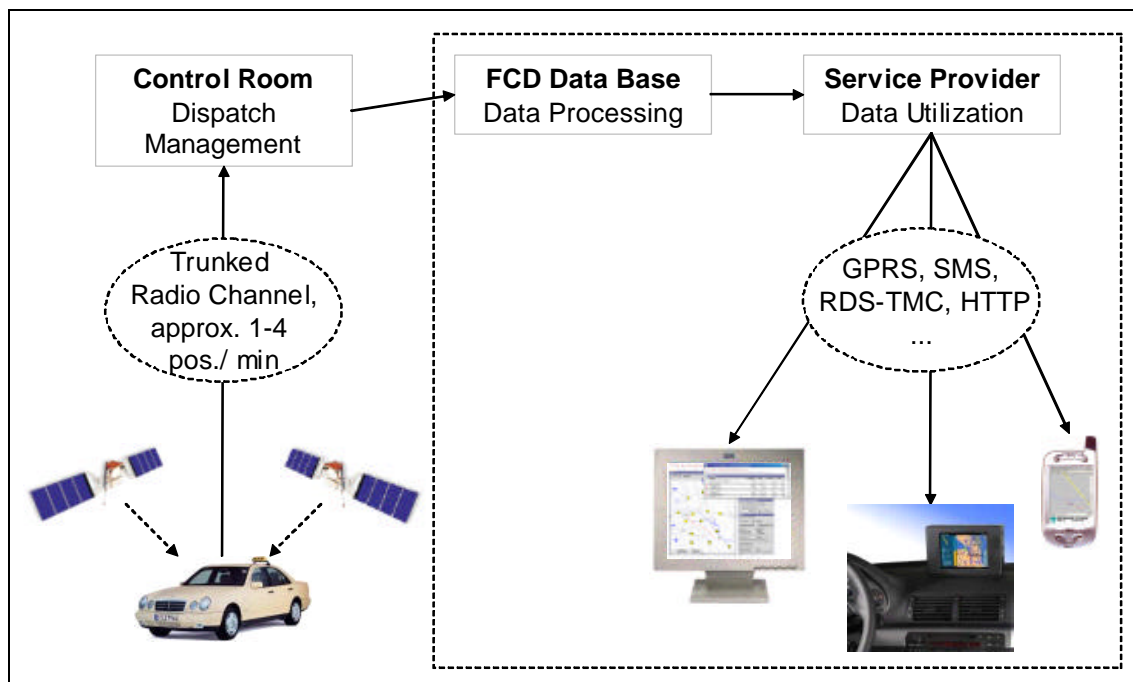 Control Room
Dispatch
Management
FCD Data Base
Data Processing
Service Provider
Data Utilization
Trunked
Radio Channel,
approx. 1-4
pos./ min
GPRS, SMS,
RDS-TMC, HTTP
...